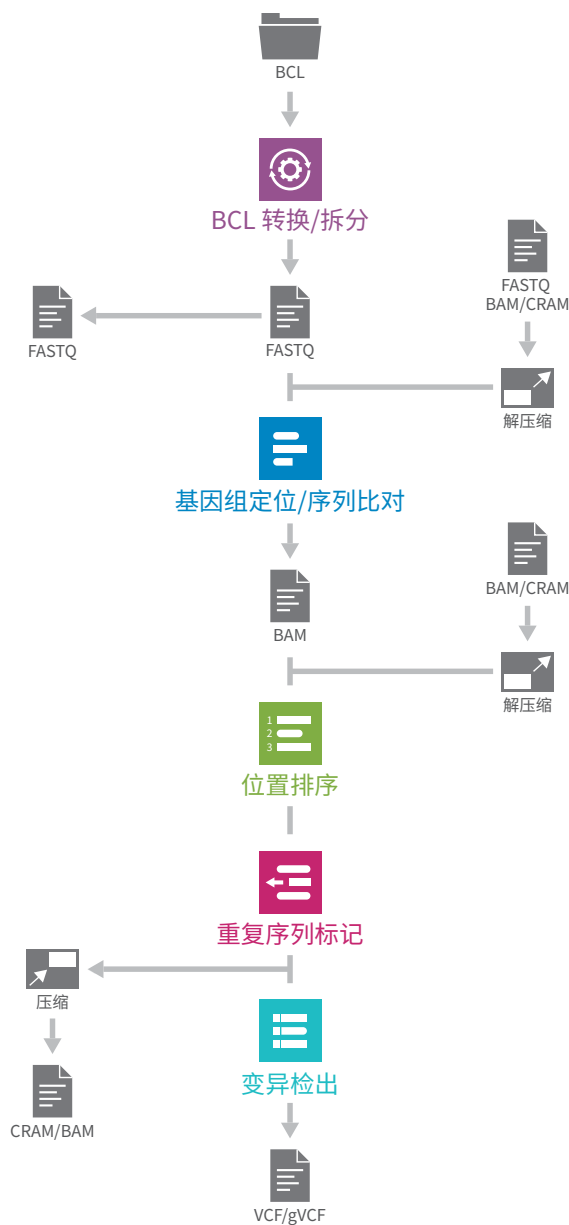 BCL
BCL 转换/拆分
FASTQ
BAM/CRAM
FASTQ
FASTQ
解压缩
基因组定位/序列比对
BAM/CRAM
BAM
解压缩
1
2
3
位置排序
重复序列标记
压缩
变异检出
CRAM/BAM
VCF/gVCF